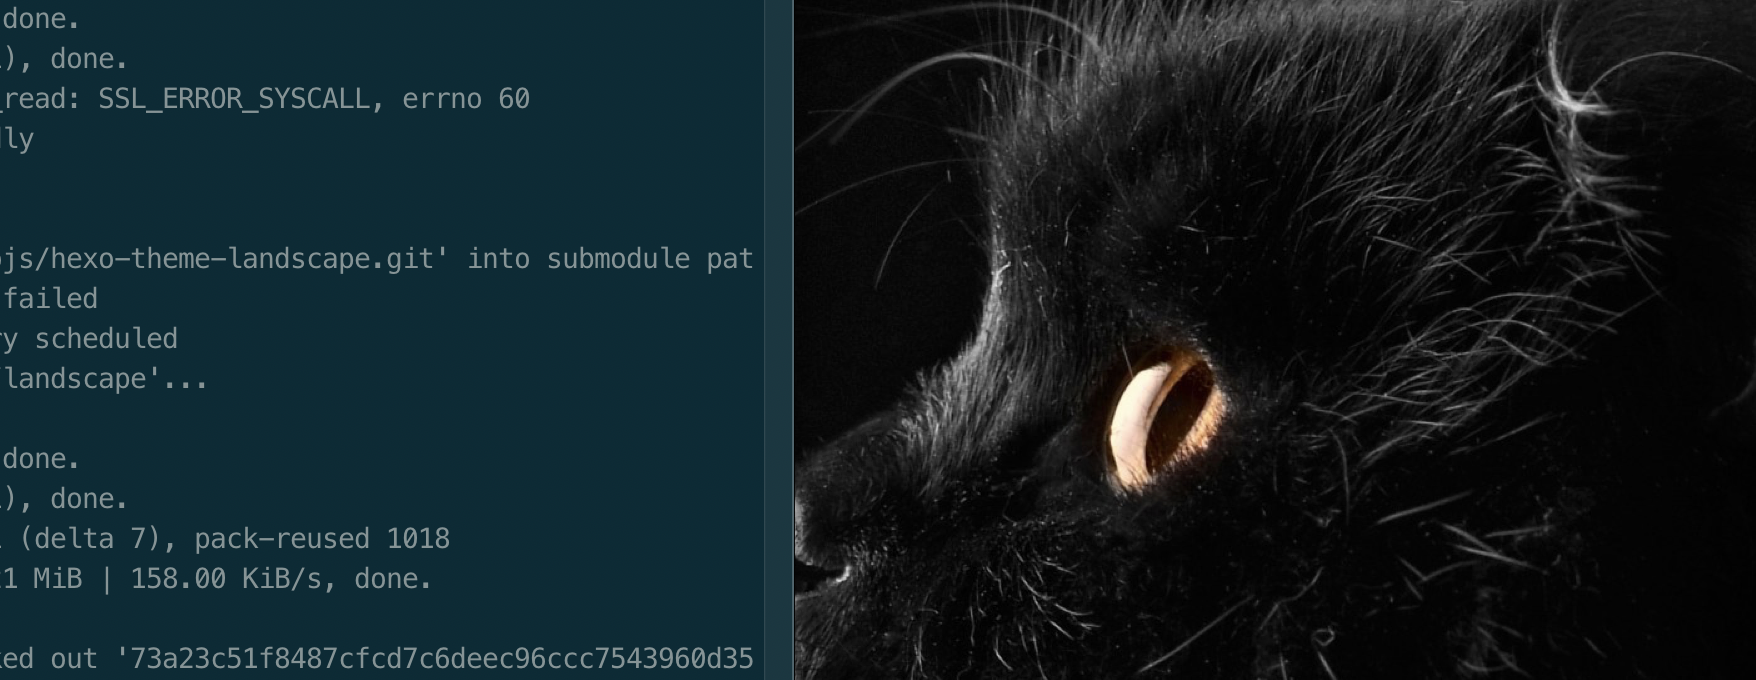 done.
), done.
_read: SSL_ERROR_SYSCALL, errno 60
ly
js/hexo-theme-landscape.git' into submodule pat
failed
y scheduled
landscape'...
done.
), done.
(delta 7), pack-reused 1018
1 MiB | 158.00 KiB/s, done.
ed out '73a23c51f8487cfcd7c6deec96ccc7543960d35